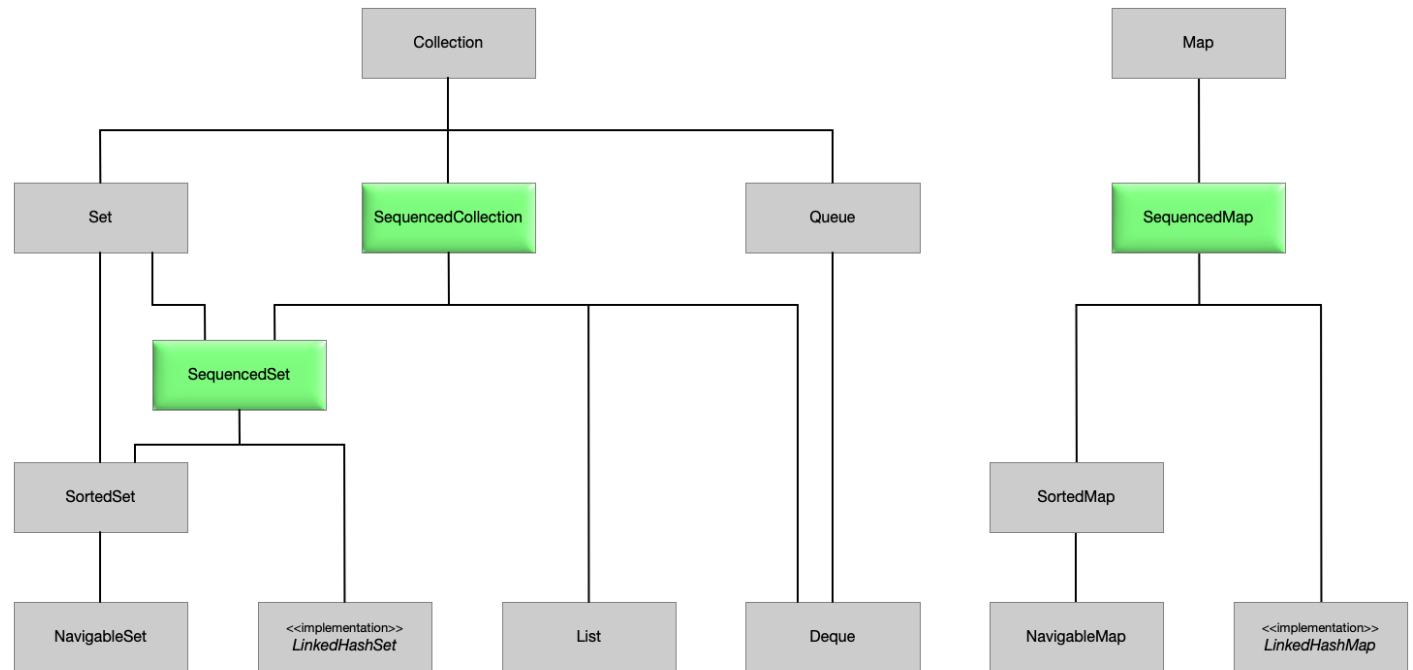 Collection
Map
Set
SequencedCollection
Queue
SequencedMap
SequencedSet
SortedSet
SortedMap
NavigableSet
<<implementation>>
LinkedHashSet
List
Deque
NavigableMap
<<implementation>>
LinkedHashMap